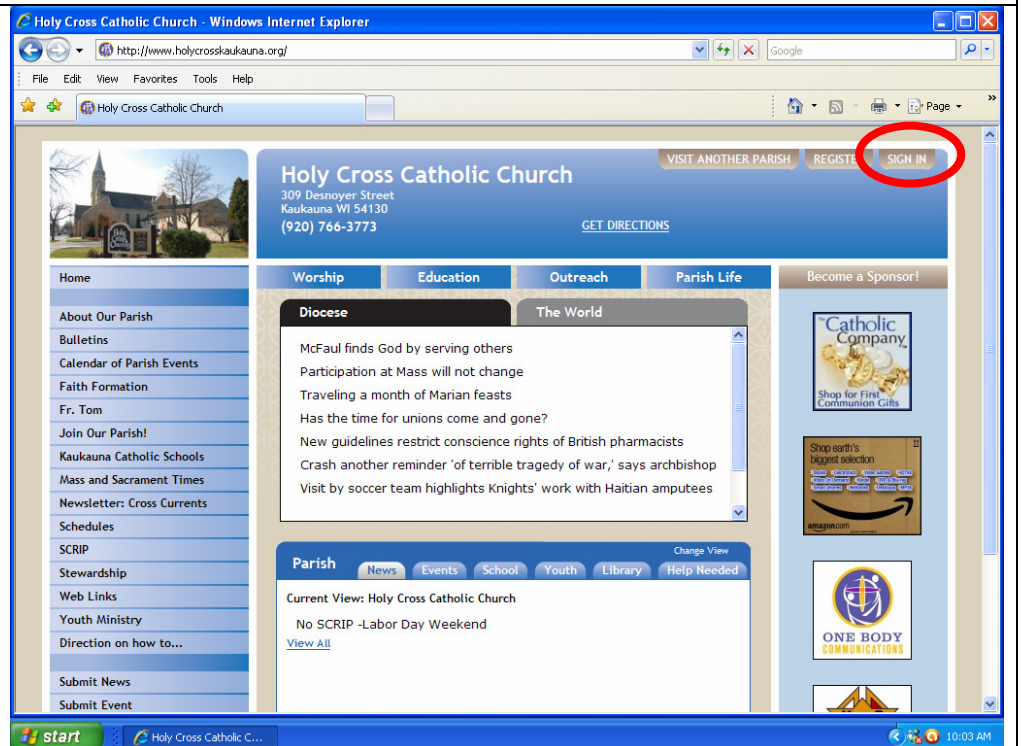 Holy Cross Catholic Church - Windows Internet Explorer
http://www.holycrosskaukauna.org/
Google
File Edit View Favorites Tools Help
Holy Cross Catholic Church
Page
VISIT ANOTHER PARISH
SIGN IN
Holy Cross Catholic Church
309 Desnoyer Street
Kaukauna WI 54130
(920) 766-3773
GET DIRECTIONS
Home
About Our Parish
Bulletins
Calendar of Parish Events
Faith Formation
Fr. Tom
Join Our Parish!
Kaukauna Catholic Schools
Mass and Sacrament Times
Newsletter: Cross Currents
Schedules
SCRIP
Stewardship
Web Links
Youth Ministry
Direction on how to...
Submit News
Submit Event
Worship Education Outreach Parish Life
Diocese The World
McFaul finds God by serving others
Participation at Mass will not change
Traveling a month of Marian feasts
Has the time for unions come and gone?
New guidelines restrict conscience rights of British pharmacists
Crash another reminder 'of terrible tragedy of war,' says archbishop
Visit by soccer team highlights Knights' work with Haitian amputees
Change View
Parish News Events School Youth Library Help Needed
Current View: Holy Cross Catholic Church
No SCRIP -Labor Day Weekend
View All
Become a Sponsor!
The Catholic
Company
Shop for First
Communion Gifts
Shop earth's
biggest selection
amazon.com
ONE BODY
COMMUNICATIONS
start
Holy Cross Catholic C...
10:03 AM